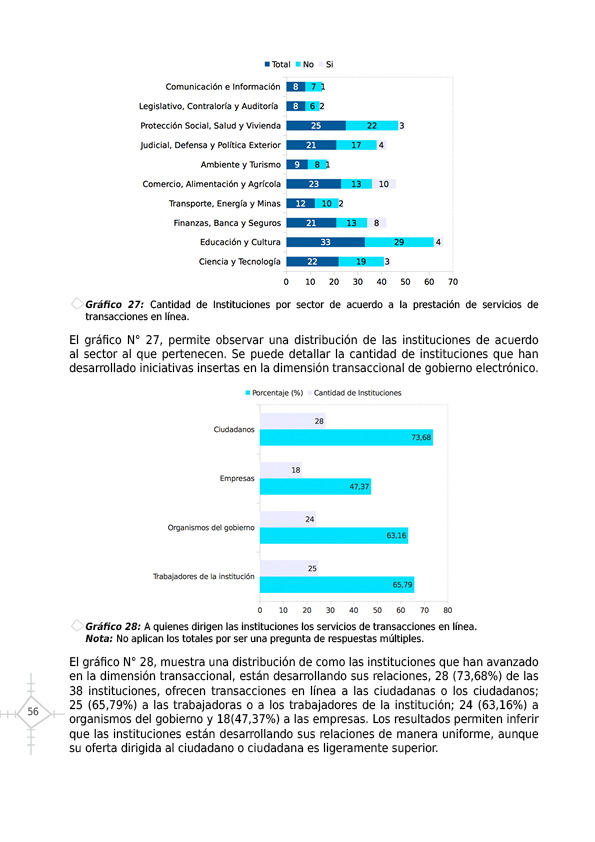 Total No Si
Comunicación e Información 8 7 1
Legislativo, Contraloría y Auditoría 8 6 2
Protección Social, Salud y Vivienda 25 22 3
Judicial, Defensa y Política Exterior 21 17 4
Ambiente y Turismo 9 8 1
Comercio, Alimentación y Agrícola 23 13 10
Transporte, Energía y Minas 12 10 2
Finanzas, Banca y Seguros 21 13 8
Educación y Cultura 33 29 4
Ciencia y Tecnología 22 19 3
0 10 20 30 40 50 60 70
Gráfico 27: Cantidad de Instituciones por sector de acuerdo a la prestación de servicios de
transacciones en línea.
El gráfico N° 27, permite observar una distribución de las instituciones de acuerdo
al sector al que pertenecen. Se puede detallar la cantidad de instituciones que han
desarrollado iniciativas insertas en la dimensión transaccional de gobierno electrónico.
Porcentaje (%) Cantidad de Instituciones
28
Ciudadanos
73,68
18
Empresas
47,37
24
Organismos del gobierno
63,16
25
Trabajadores de la institución
65,79
0 10 20 30 40 50 60 70 80
Gráfico 28: A quienes dirigen las instituciones los servicios de transacciones en línea.
Nota: No aplican los totales por ser una pregunta de respuestas múltiples.
El gráfico N° 28, muestra una distribución de como las instituciones que han avanzado
en la dimensión transaccional, están desarrollando sus relaciones, 28 (73,68%) de las
38 instituciones, ofrecen transacciones en línea a las ciudadanas o los ciudadanos;
25 (65,79%) a las trabajadoras o a los trabajadores de la institución; 24 (63,16%) a
organismos del gobierno y 18(47,37%) a las empresas. Los resultados permiten inferir
que las instituciones están desarrollando sus relaciones de manera uniforme, aunque
su oferta dirigida al ciudadano o ciudadana es ligeramente superior.
56